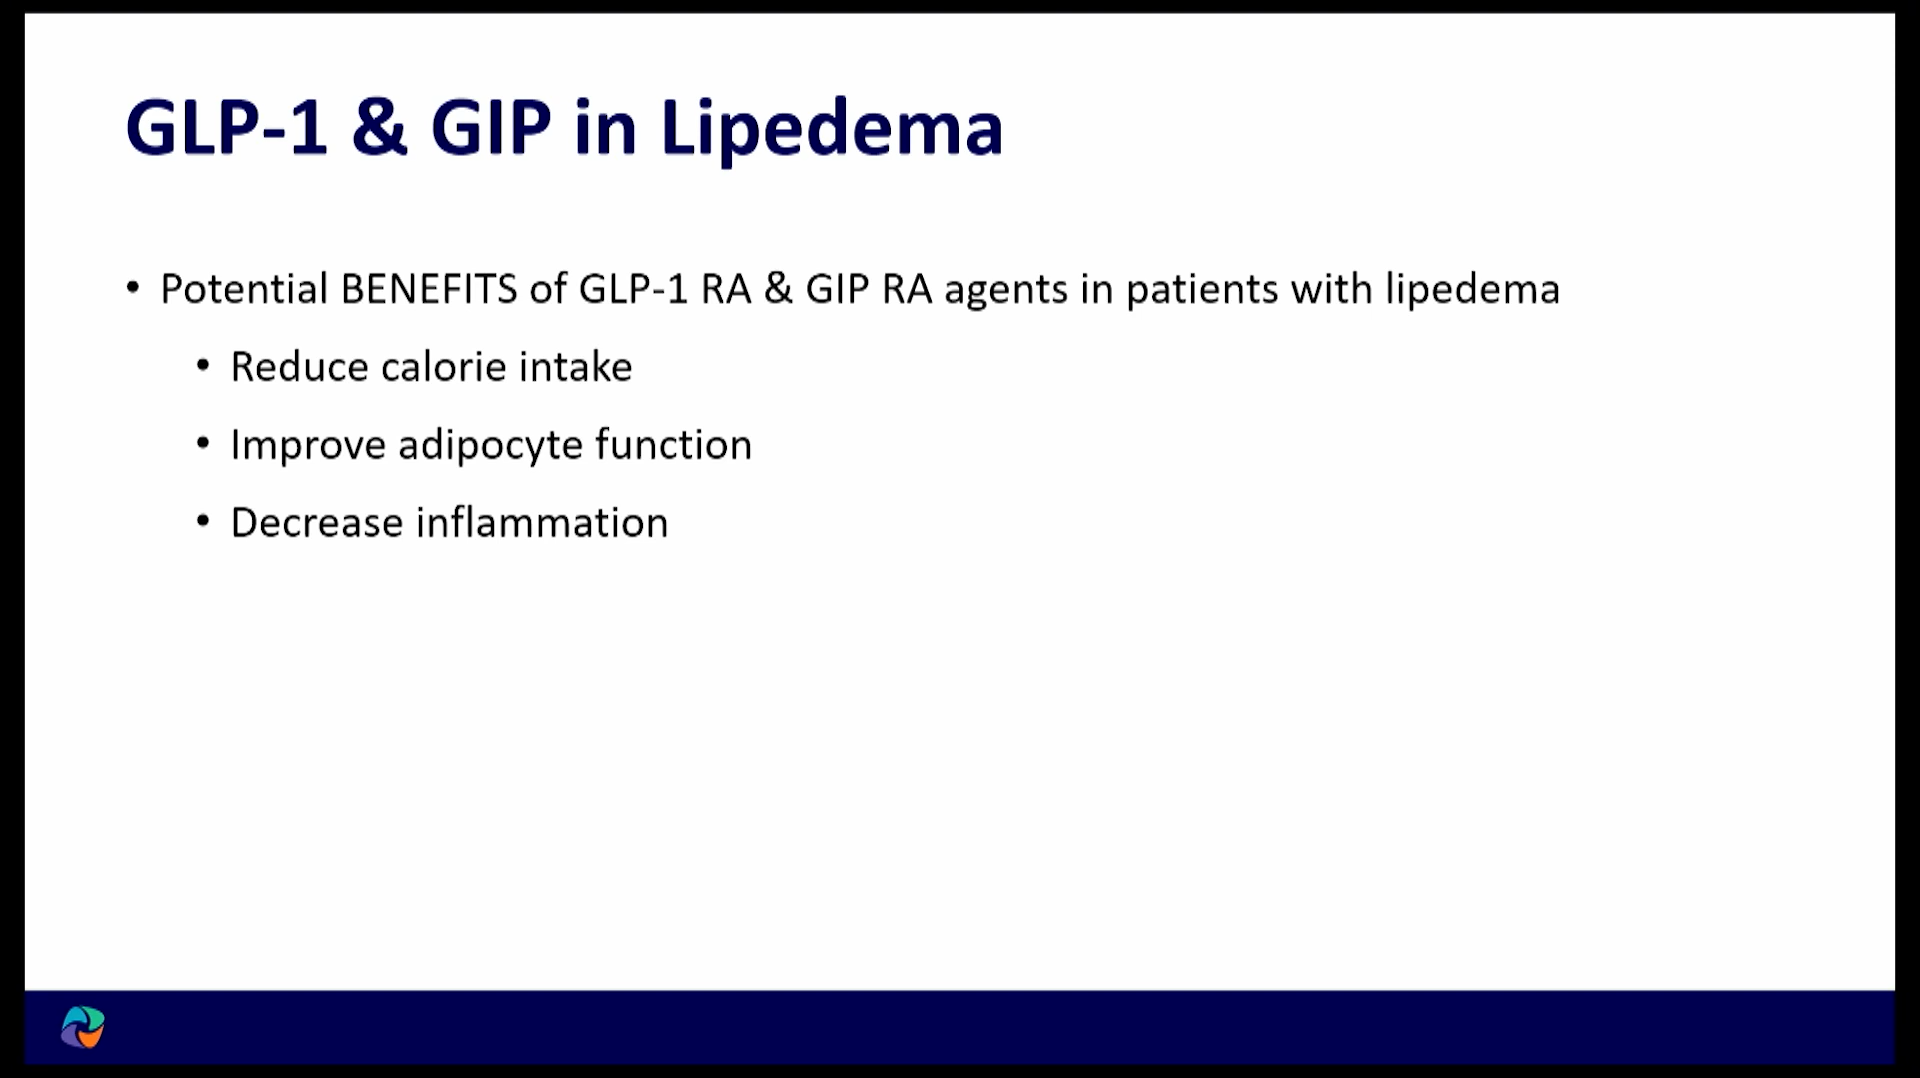 GLP-1 & GIP in Lipedema
• Potential BENEFITS of GLP-1 RA & GIP RA agents in patients with lipedema
• Reduce calorie intake
• Improve adipocyte function
• Decrease inflammation